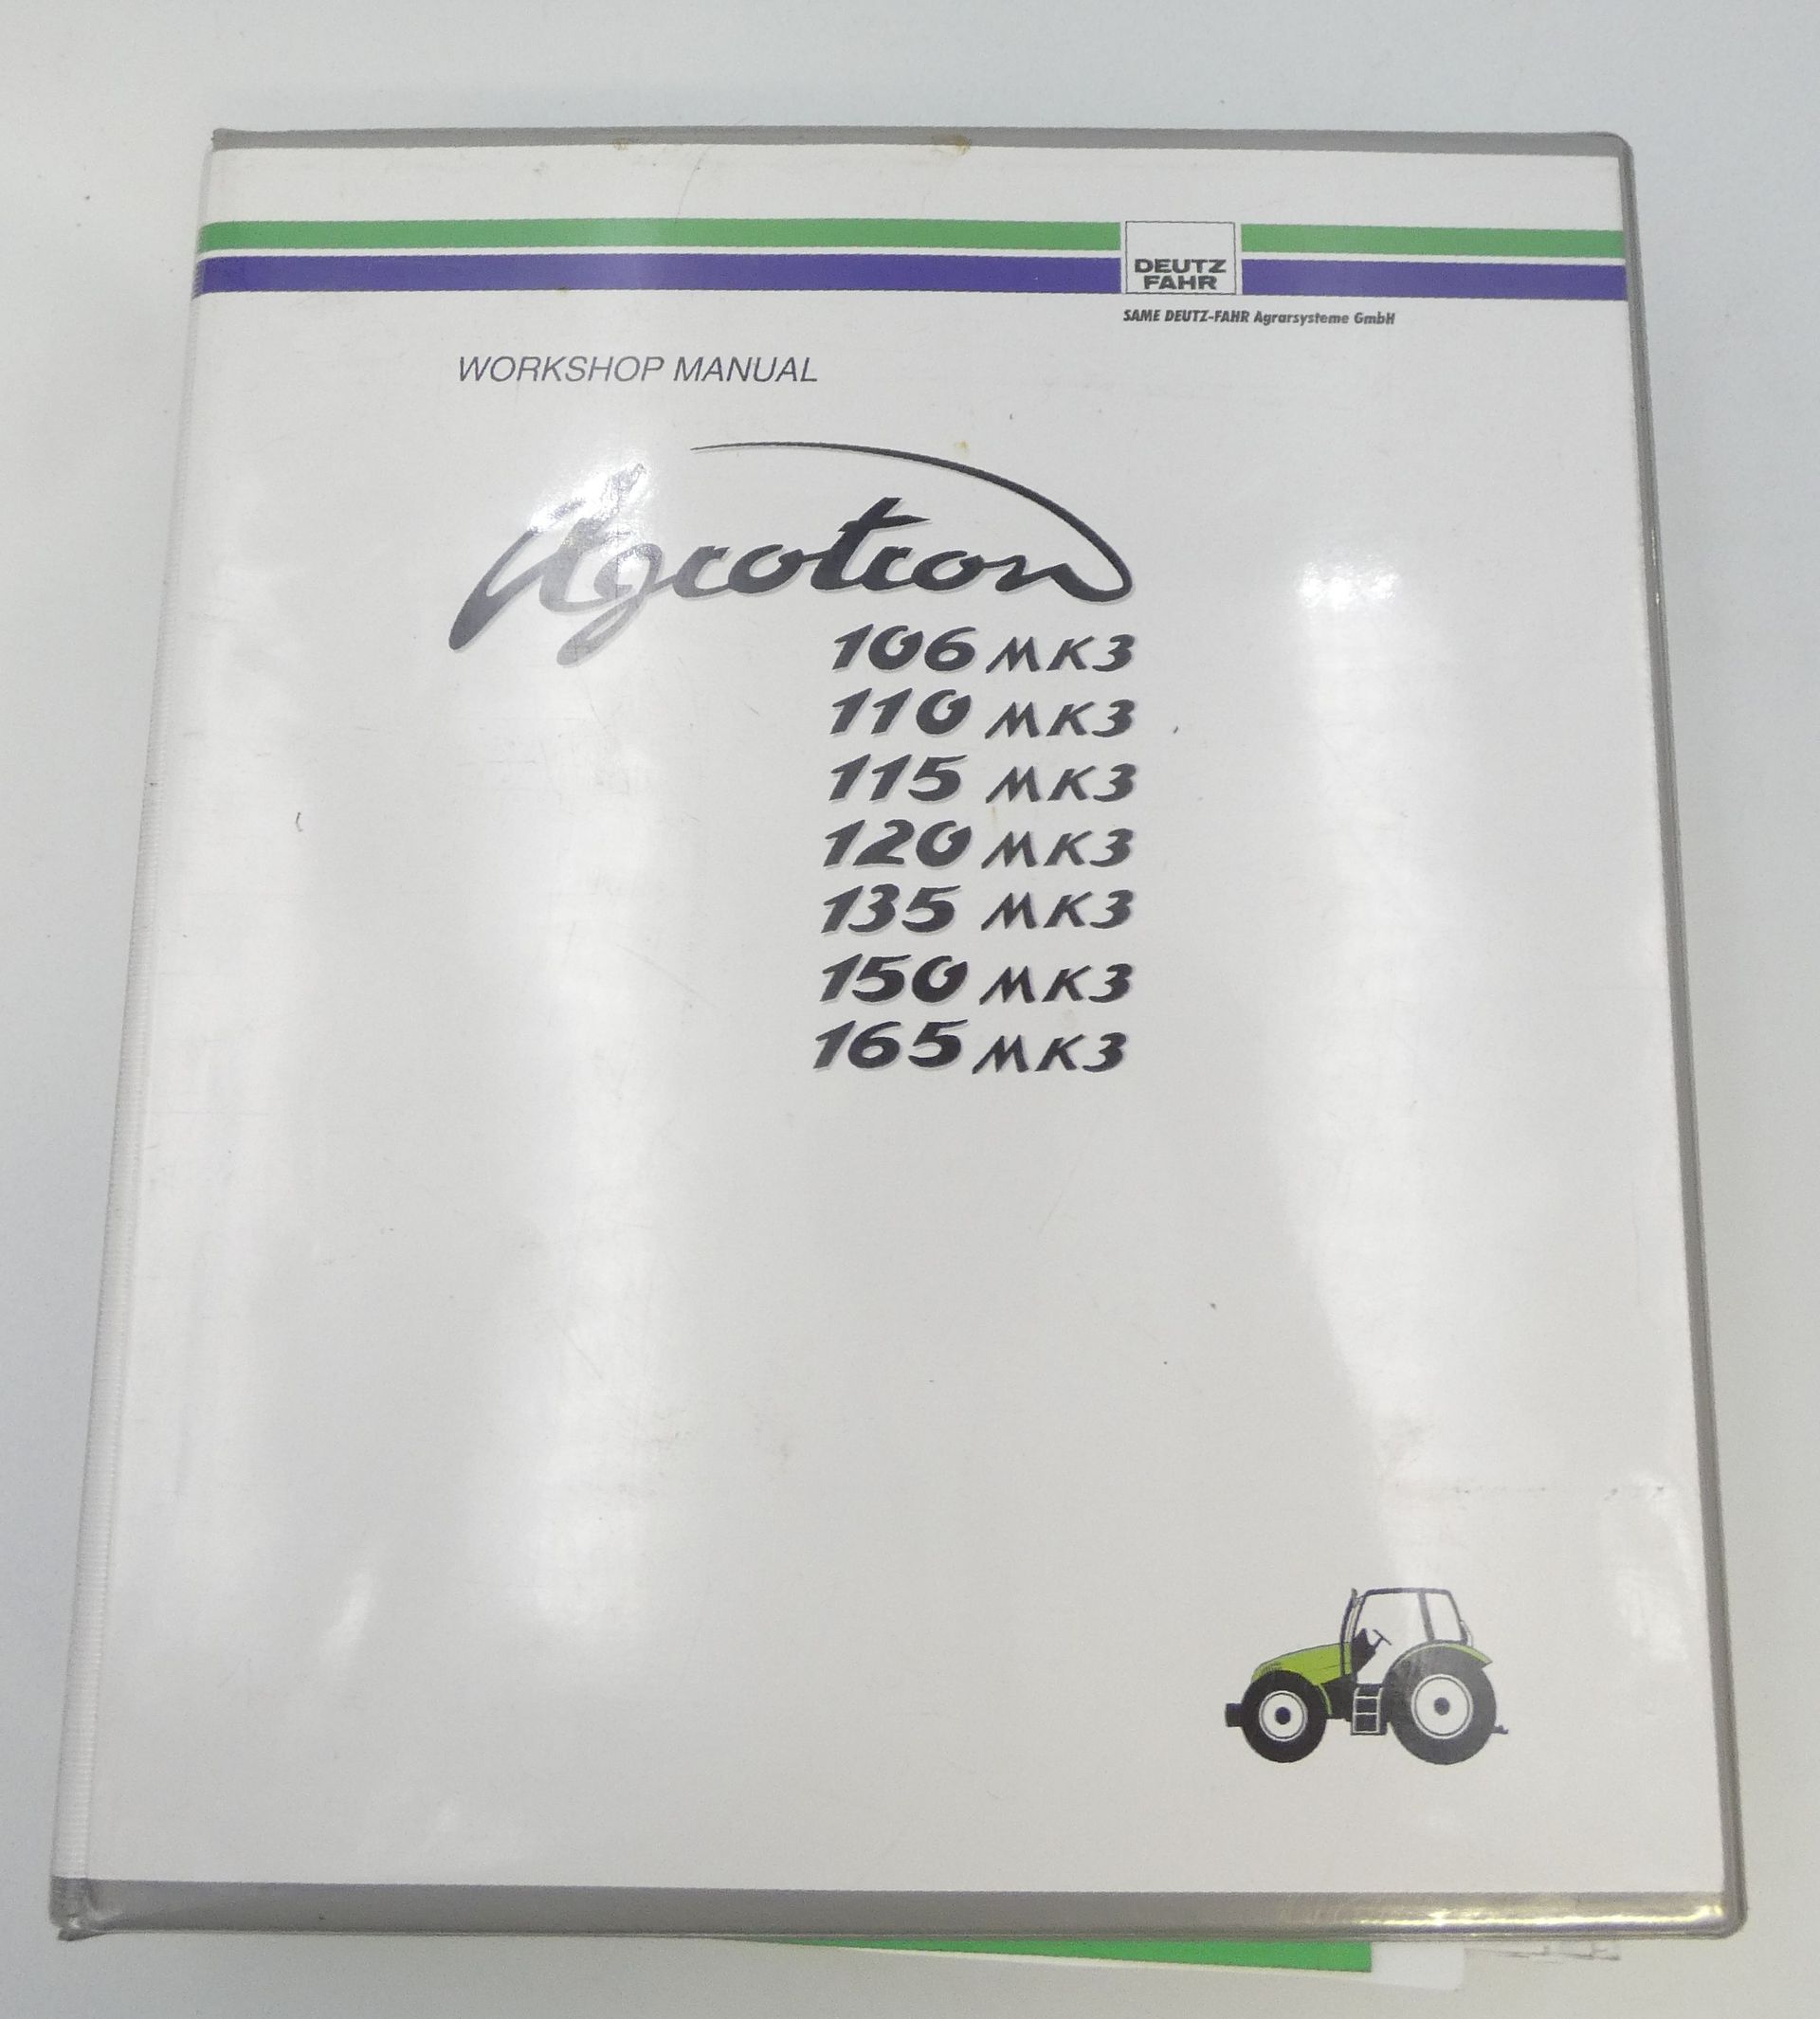 DEUTZ
FAHR
SAME DEUTZ-FAHR Agrarsysteme GmbH
WORKSHOP MANUAL
Agrotron
106 MK3
110 MK3
115 MK3
120 MK3
135 MK3
150 MK3
165 MK3